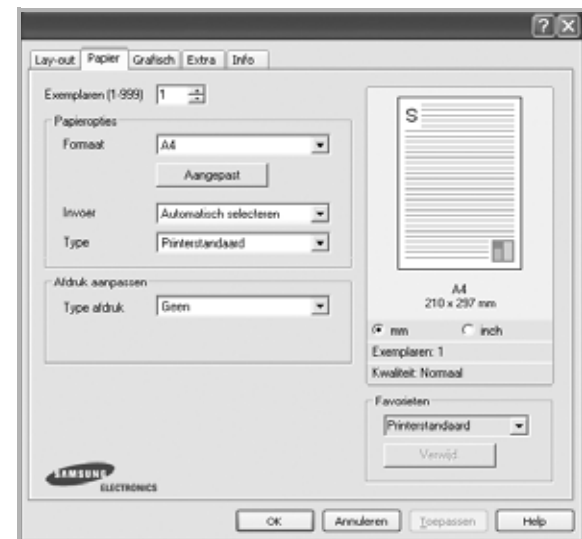 Lay-out Papier Grafisch Extra Info
Exemplaren (1-999) 1
Papieropties
Formaat A4
Aangepast
Invoer Automatisch selecteren
Type Printerstandaard
Afdruk aanpassen
Type afdruk Geen
S
A4
210 x 297 mm
mm inch
Exemplaren: 1
Kwaliteit: Normaal
Favorieten
Printerstandaard
Verwijd.
SAMSUNG
ELECTRONICS
OK Annuleren Toepassen Help